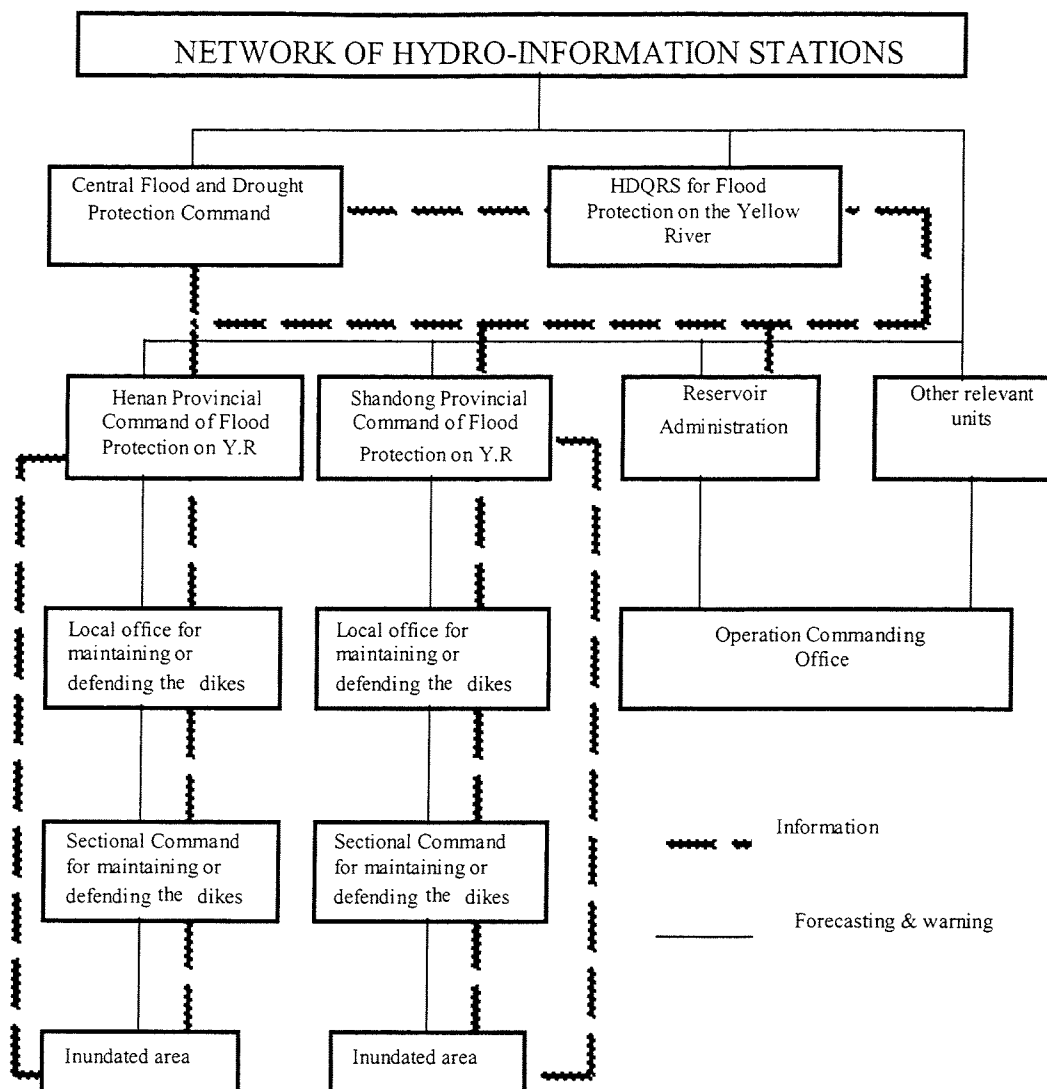 NETWORK OF HYDRO-INFORMATION STATIONS
Central Flood and Drought
Protection Command
HDQRS for Flood
Protection on the Yellow
River
Henan Provincial
Command of Flood
Protection on Y.R
Shandong Provincial
Command of Flood
Protection on Y.R
Reservoir
Administration
Other relevant
units
Local office for
maintaining or
defending the dikes
Local office for
maintaining or
defending the dikes
Operation Commanding
Office
Sectional Command
for maintaining or
defending the dikes
Sectional Command
for maintaining or
defending the dikes
Information
Forecasting & warning
Inundated area
Inundated area